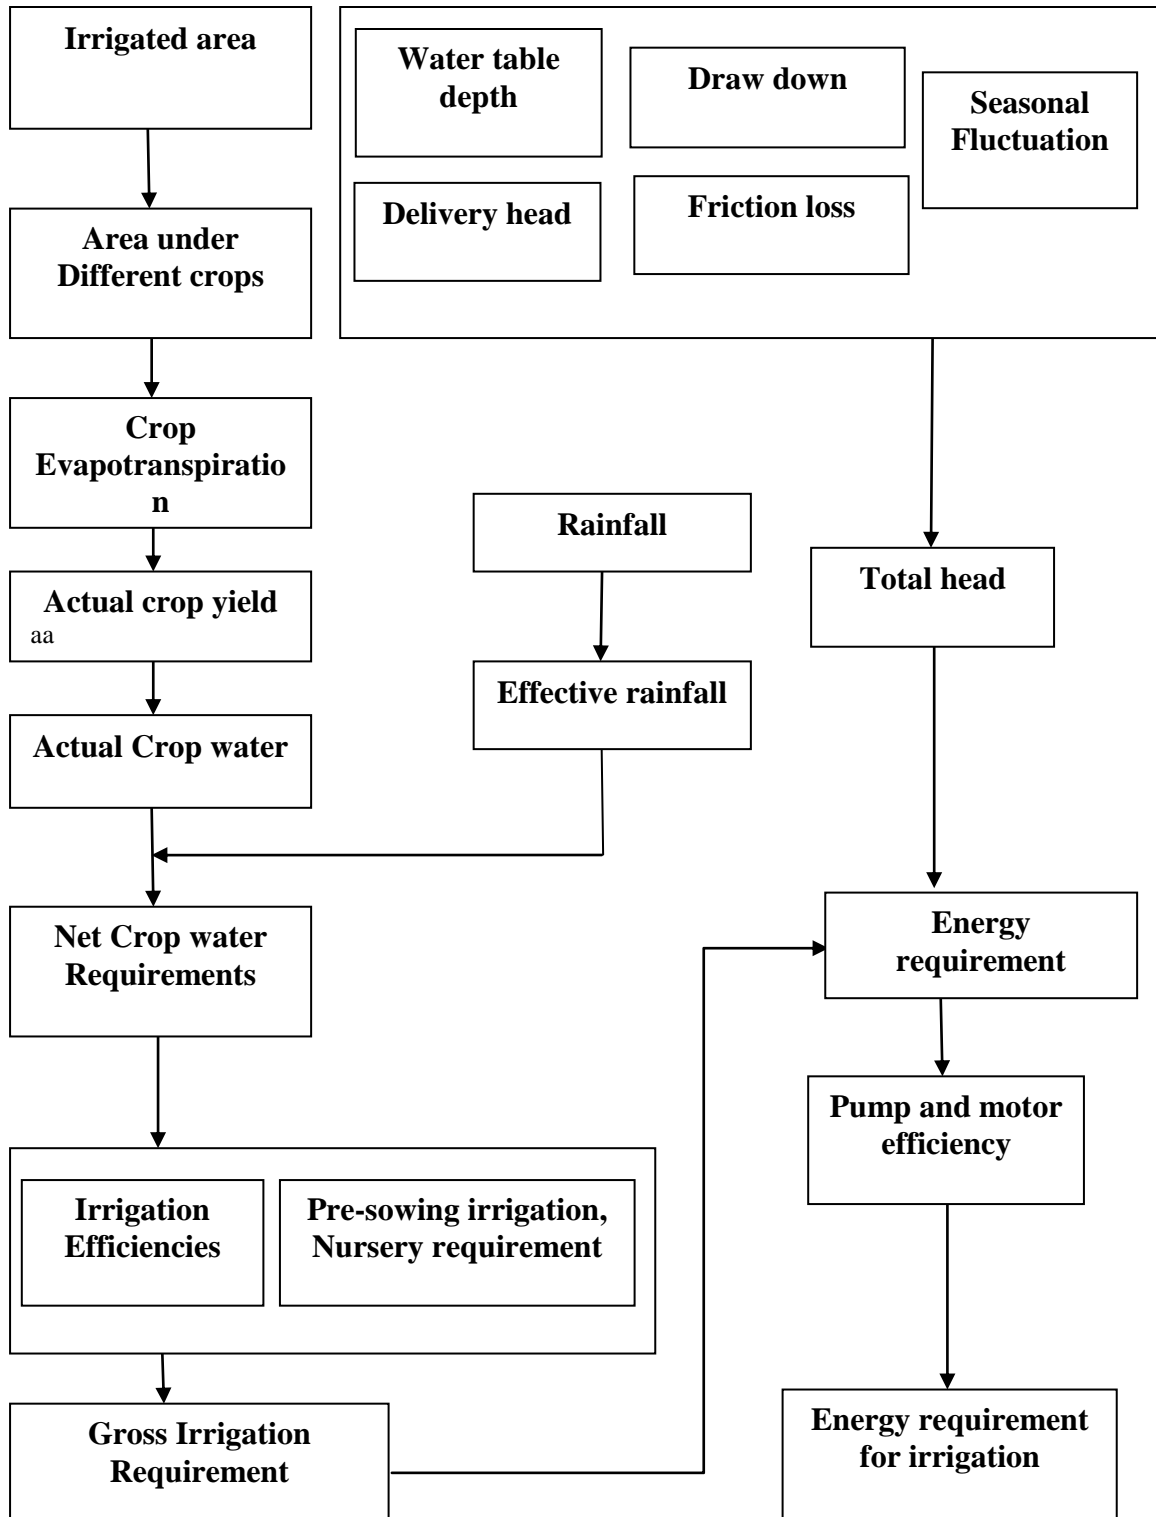 Irrigated area
Water table
depth
Draw down
Seasonal
Fluctuation
Delivery head
Friction loss
Area under
Different crops
Crop
Evapotranspiratio
n
Rainfall
Total head
Actual crop yield
aa
Effective rainfall
Actual Crop water
Net Crop water
Requirements
Energy
requirement
Pump and motor
efficiency
Irrigation
Efficiencies
Pre-sowing irrigation,
Nursery requirement
Gross Irrigation
Requirement
Energy requirement
for irrigation